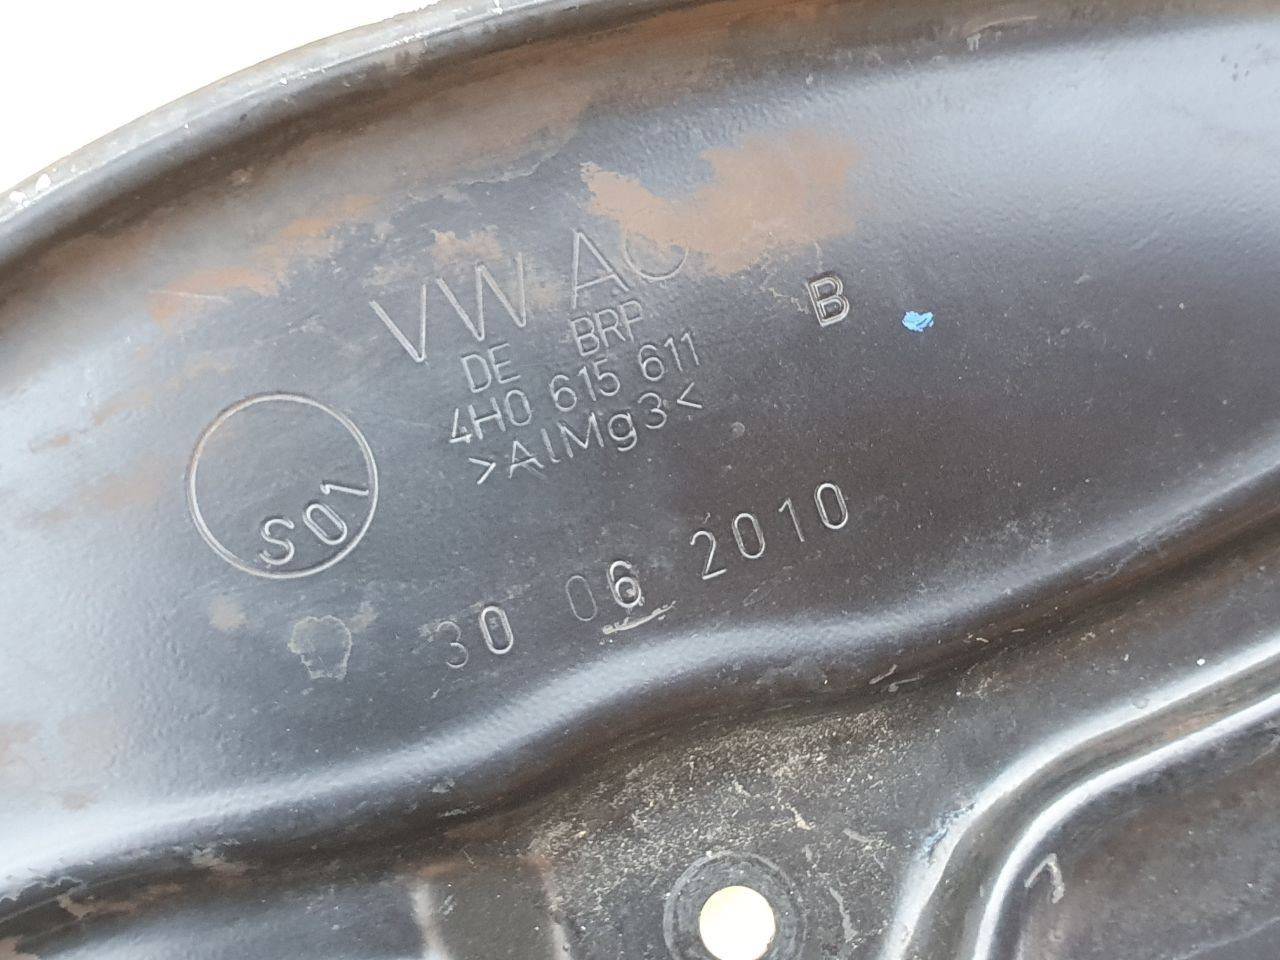 VW AG
DE BRP
4H0 615 611 B
>AlMg3<
S01
30 06 2010